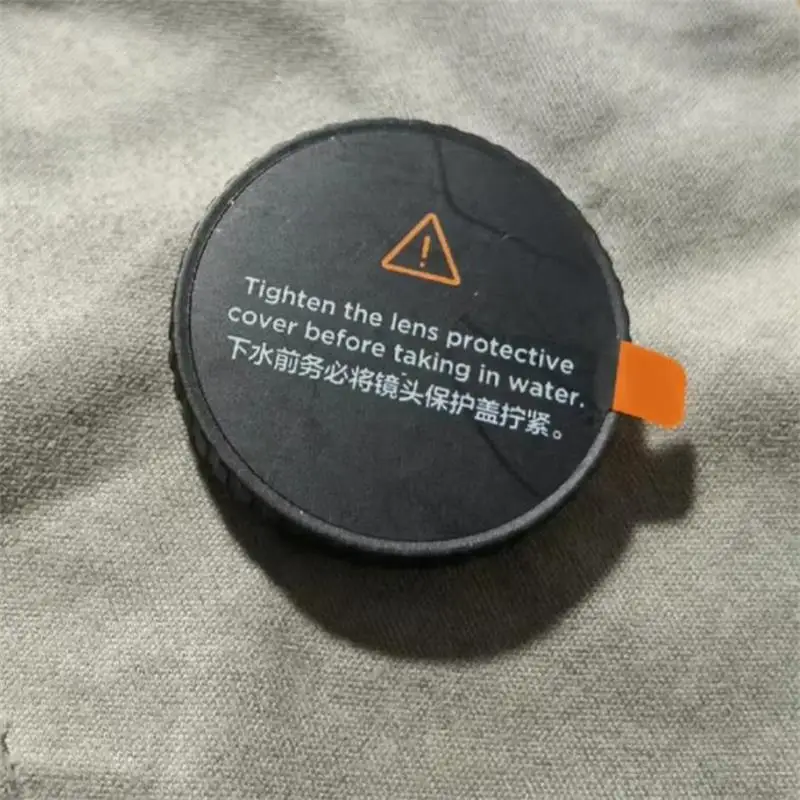 Tighten the lens protective
cover before taking in water.
下水前务必将镜头保护盖拧紧。